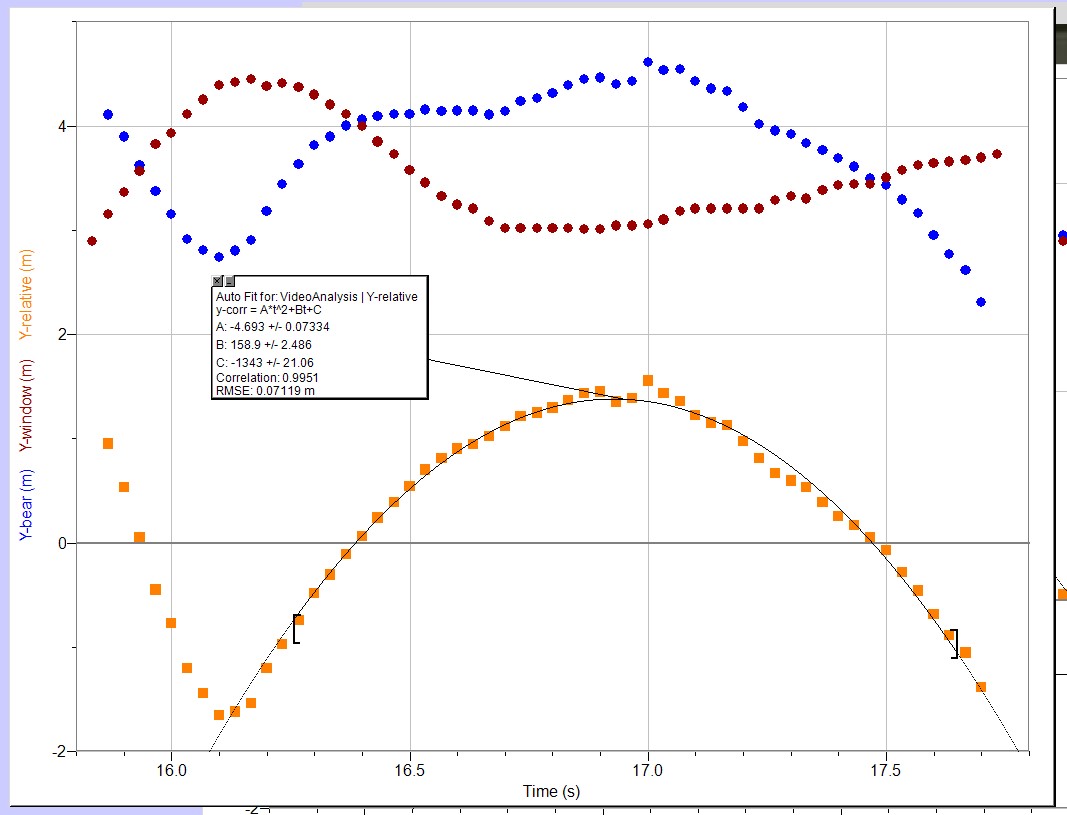 Y-bear (m) Y-window (m) Y-relative (m)
4
2
0
-2
Auto Fit for: VideoAnalysis | Y-relative
y-corr = A*t^2+Bt+C
A: -4.693 +/- 0.07334
B: 158.9 +/- 2.486
C: -1343 +/- 21.06
Correlation: 0.9951
RMSE: 0.07119 m
16.0 16.5 17.0 17.5
Time (s)
-2